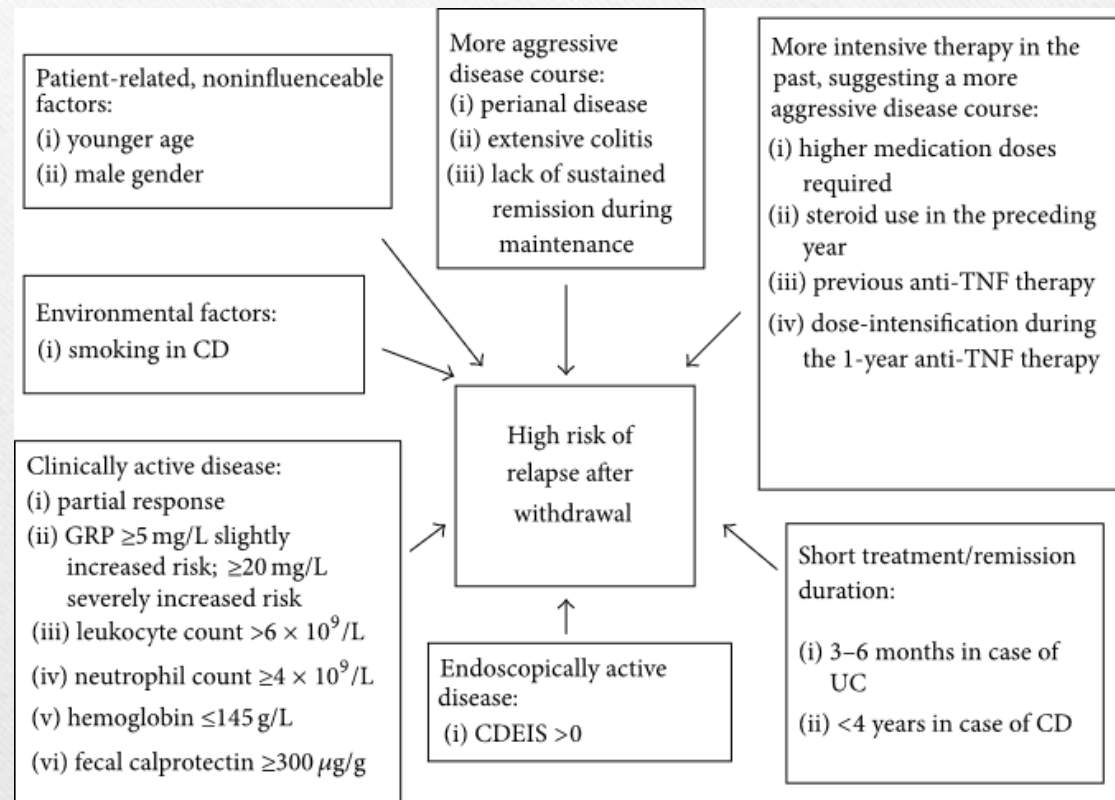 Patient-related, noninfluenceable
factors:
(i) younger age
(ii) male gender
More aggressive
disease course:
(i) perianal disease
(ii) extensive colitis
(iii) lack of sustained
remission during
maintenance
More intensive therapy in the
past, suggesting a more
aggressive disease course:
(i) higher medication doses
required
(ii) steroid use in the preceding
year
(iii) previous anti-TNF therapy
(iv) dose-intensification during
the 1-year anti-TNF therapy
Environmental factors:
(i) smoking in CD
High risk of
relapse after
withdrawal
Clinically active disease:
(i) partial response
(ii) GRP ≥5 mg/L slightly
increased risk; ≥20 mg/L
severely increased risk
(iii) leukocyte count >6 × 10⁹/L
(iv) neutrophil count ≥4 × 10⁹/L
(v) hemoglobin ≤145 g/L
(vi) fecal calprotectin ≥300 μg/g
Endoscopically active
disease:
(i) CDEIS >0
Short treatment/remission
duration:
(i) 3–6 months in case of
UC
(ii) <4 years in case of CD